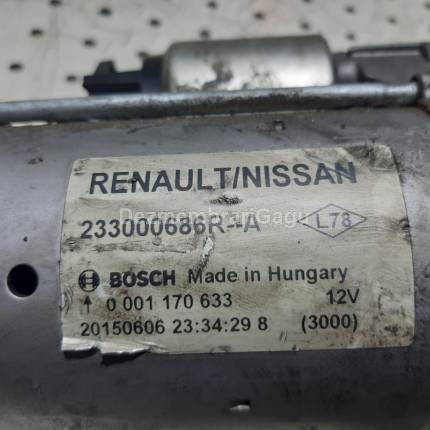 RENAULT/NISSAN
DezmembrariGagu
233000686R--A L78
BOSCH Made in Hungary
0 001 170 633 12V
20150606 23:34:29 8 (3000)